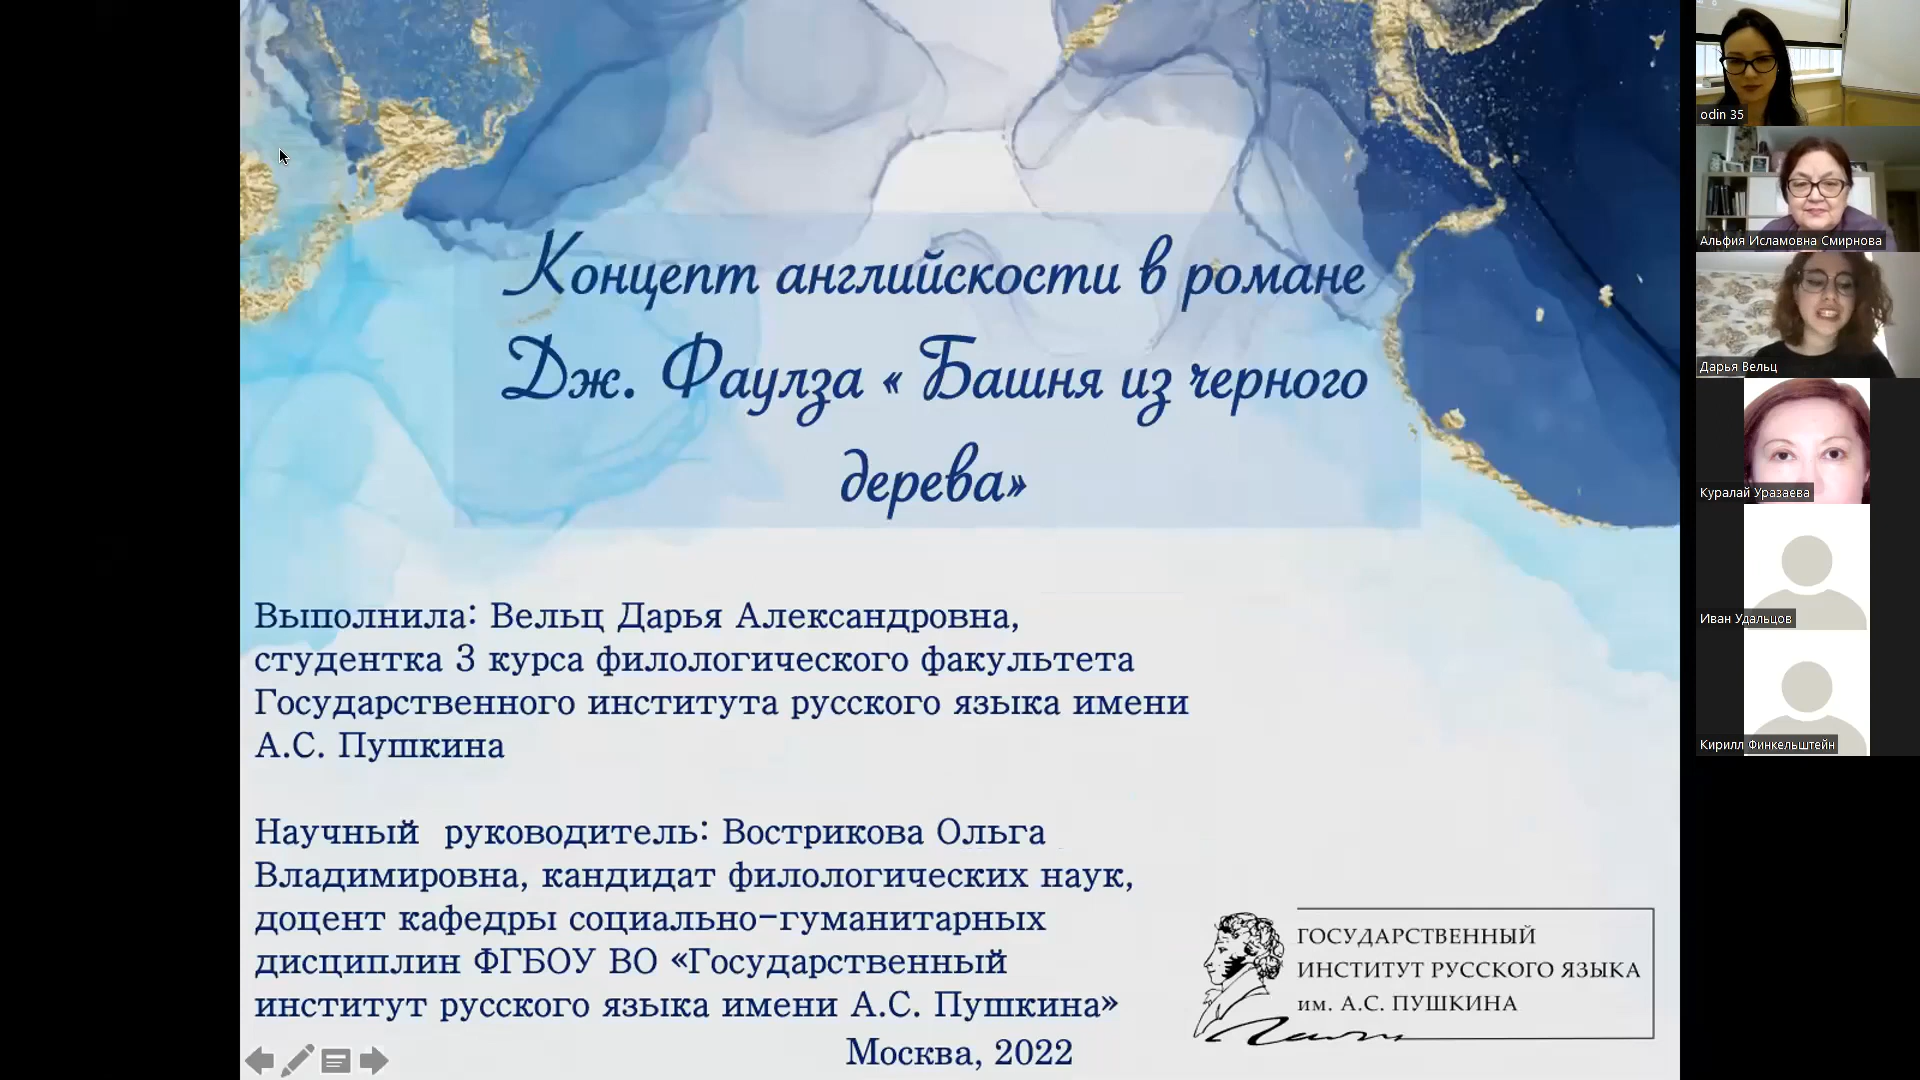 Концепт английскости в романе
Дж. Фаулза « Башня из черного
дерева»
Выполнила: Вельц Дарья Александровна,
студентка 3 курса филологического факультета
Государственного института русского языка имени
А.С. Пушкина
Научный руководитель: Вострикова Ольга
Владимировна, кандидат филологических наук,
доцент кафедры социально-гуманитарных
дисциплин ФГБОУ ВО «Государственный
институт русского языка имени А.С. Пушкина»
Москва, 2022
ГОСУДАРСТВЕННЫЙ
ИНСТИТУТ РУССКОГО ЯЗЫКА
им. А.С. ПУШКИНА
odin 35
Альфия Исламовна Смирнова
Дарья Вельц
Куралай Уразаева
Иван Удальцов
Кирилл Финкельштейн